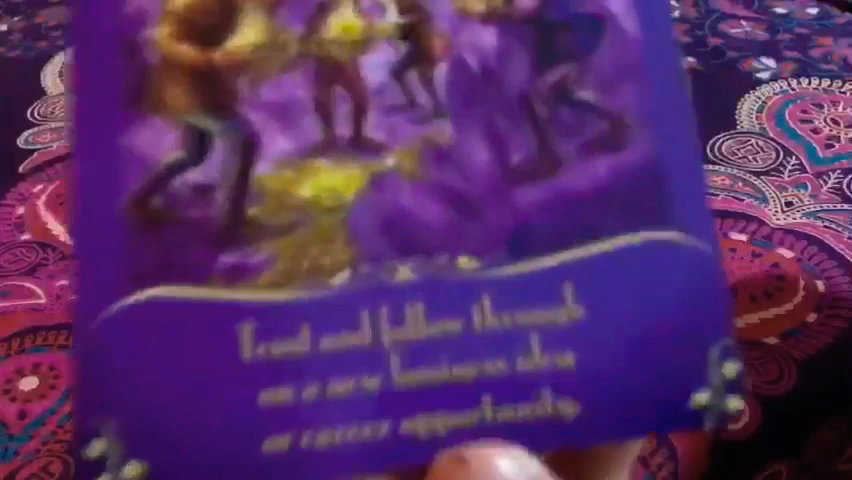 Trust and follow through
on a new business idea
or career opportunity.